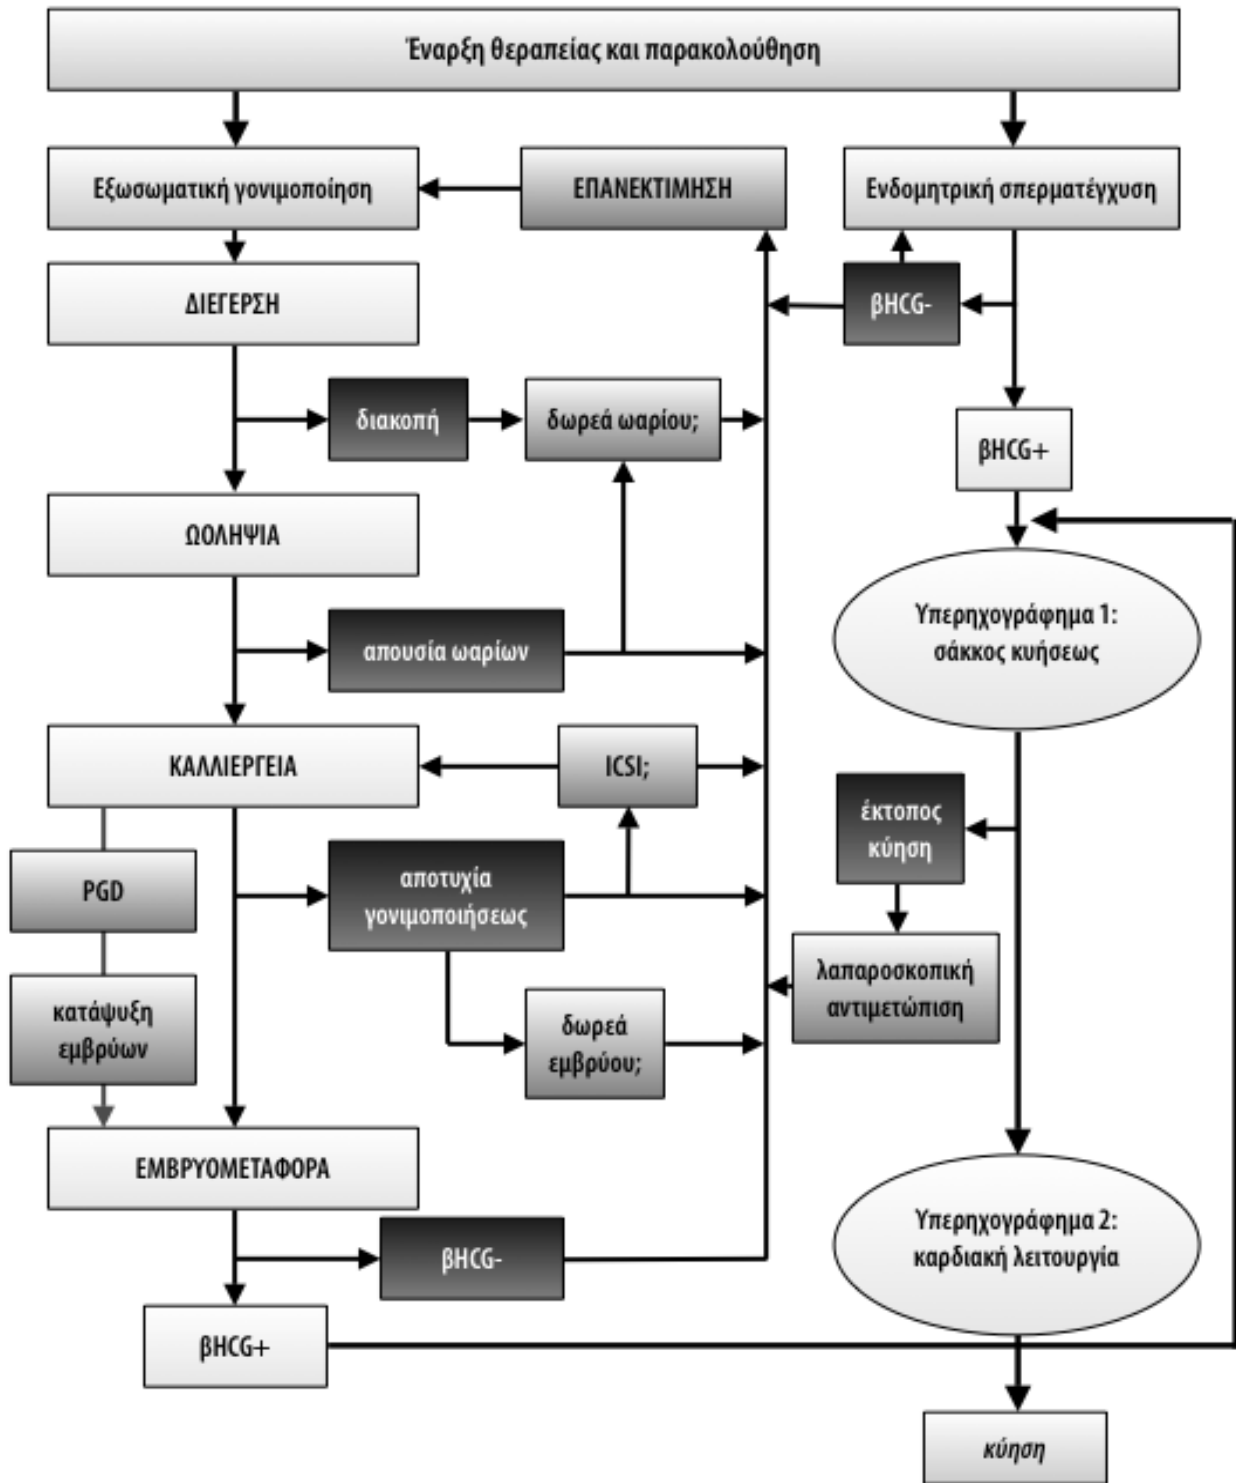 Έναρξη θεραπείας και παρακολούθηση
Εξωσωματική γονιμοποίηση
ΕΠΑΝΕΚΤΙΜΗΣΗ
Ενδομητρική σπερματέγχυση
ΔΙΕΓΕΡΣΗ
βHCG-
διακοπή
δωρεά ωαρίου;
βHCG+
ΩΟΛΗΨΙΑ
Υπερηχογράφημα 1:
σάκκος κυήσεως
απουσία ωαρίων
ΚΑΛΛΙΕΡΓΕΙΑ
ICSI;
έκτοπος
κύηση
PGD
αποτυχία
γονιμοποιήσεως
λαπαροσκοπική
αντιμετώπιση
κατάψυξη
εμβρύων
δωρεά
εμβρύου;
ΕΜΒΡΥΟΜΕΤΑΦΟΡΑ
Υπερηχογράφημα 2:
καρδιακή λειτουργία
βHCG-
βHCG+
κύηση